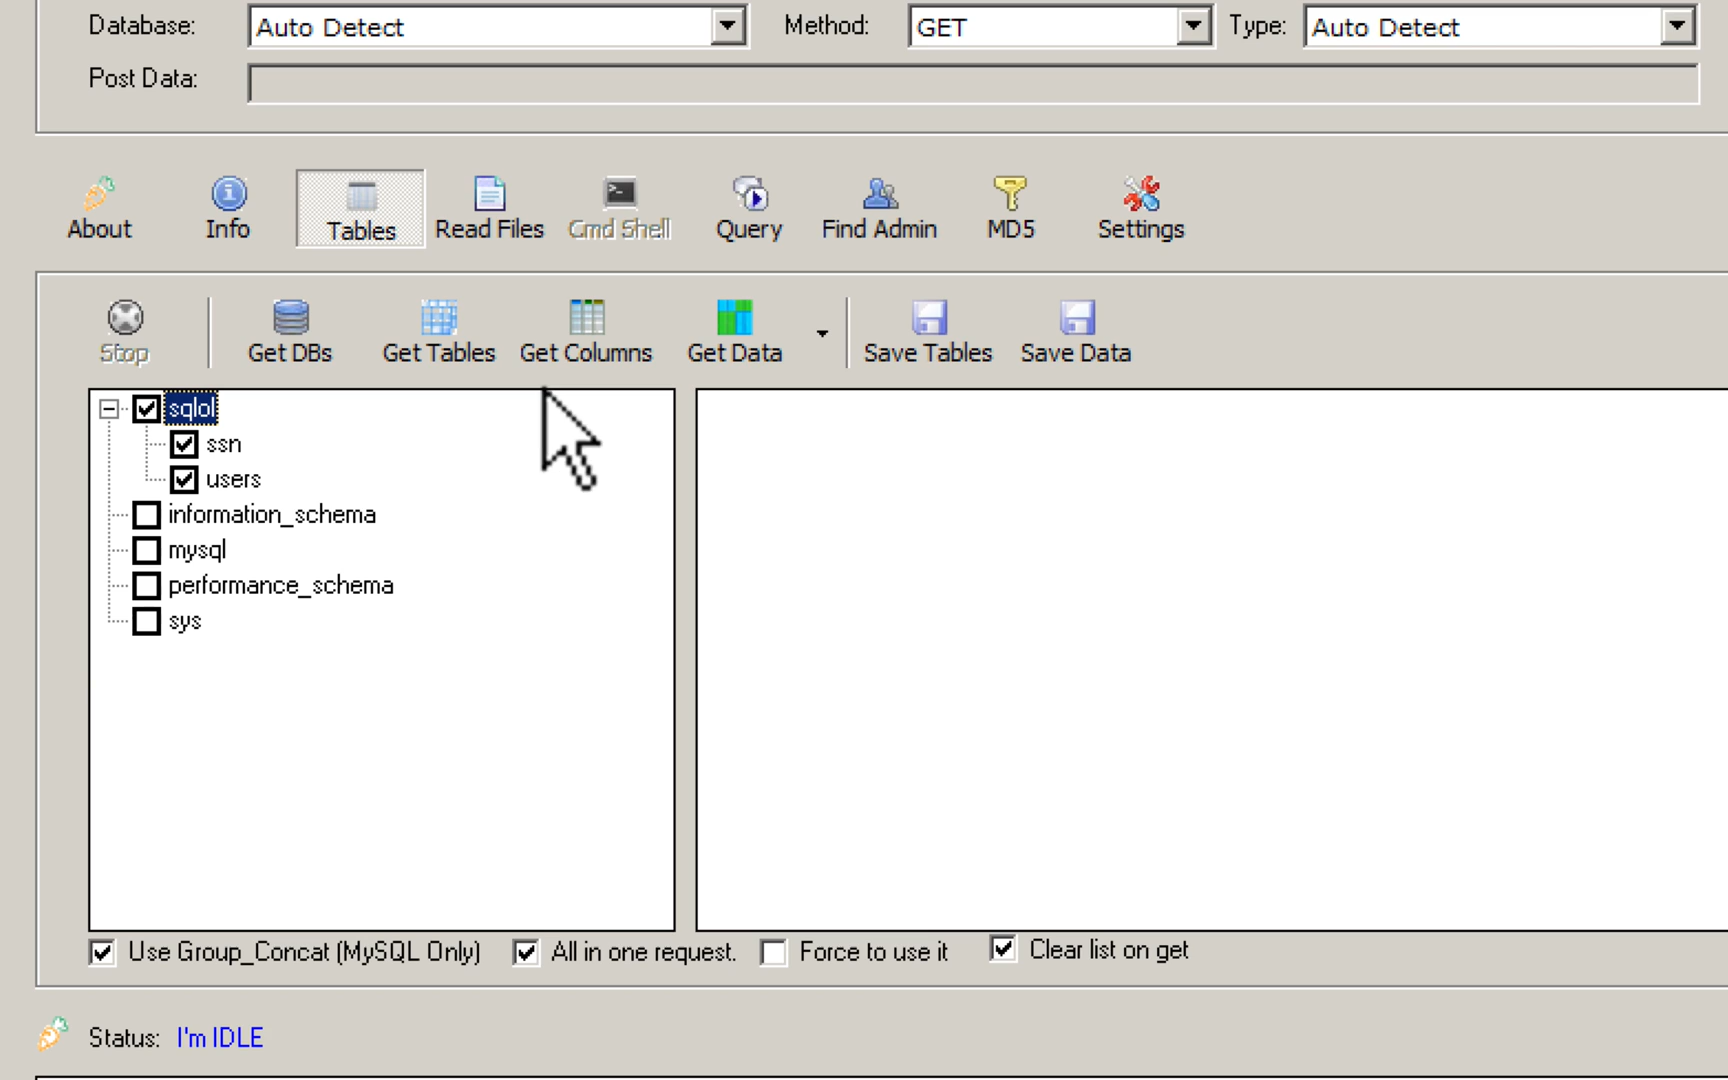 Database: Auto Detect Method: GET Type: Auto Detect
Post Data:
About Info Tables Read Files Cmd Shell Query Find Admin MD5 Settings
Stop Get DBs Get Tables Get Columns Get Data Save Tables Save Data
sqlol
ssn
users
information_schema
mysql
performance_schema
sys
Use Group_Concat (MySQL Only) All in one request. Force to use it Clear list on get
Status: I'm IDLE